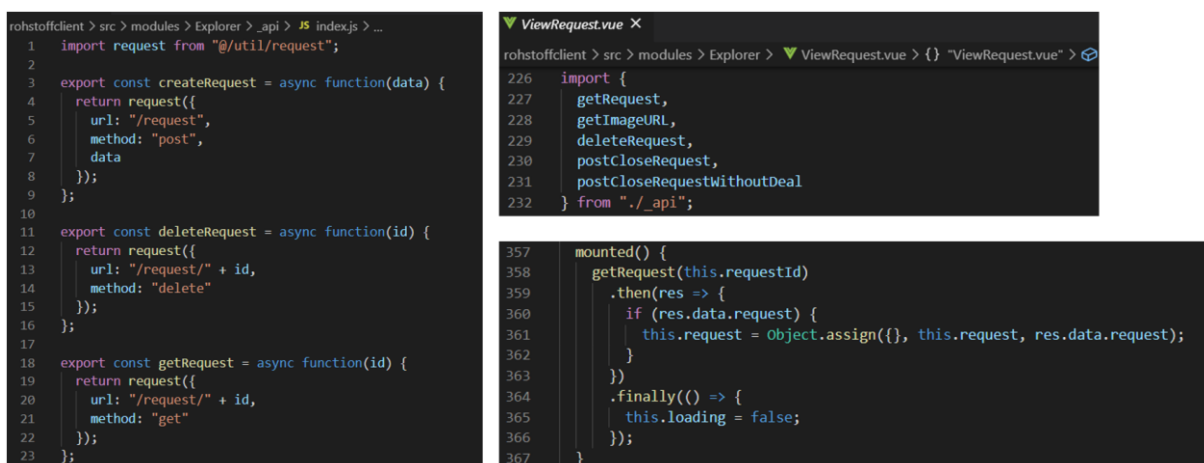 rohstoffclient > src > modules > Explorer > _api > JS index.js > ...
1 import request from "@/util/request";
2
3 export const createRequest = async function(data) {
4 return request({
5 url: "/request",
6 method: "post",
7 data
8 });
9 };
10
11 export const deleteRequest = async function(id) {
12 return request({
13 url: "/request/" + id,
14 method: "delete"
15 });
16 };
17
18 export const getRequest = async function(id) {
19 return request({
20 url: "/request/" + id,
21 method: "get"
22 });
23 };
ViewRequest.vue ×
rohstoffclient > src > modules > Explorer > ViewRequest.vue > {} "ViewRequest.vue" >
226 import {
227 getRequest,
228 getImageURL,
229 deleteRequest,
230 postCloseRequest,
231 postCloseRequestWithoutDeal
232 } from "./_api";
357 mounted() {
358 getRequest(this.requestId)
359 .then(res => {
360 if (res.data.request) {
361 this.request = Object.assign({}, this.request, res.data.request);
362 }
363 })
364 .finally(() => {
365 this.loading = false;
366 });
367 }